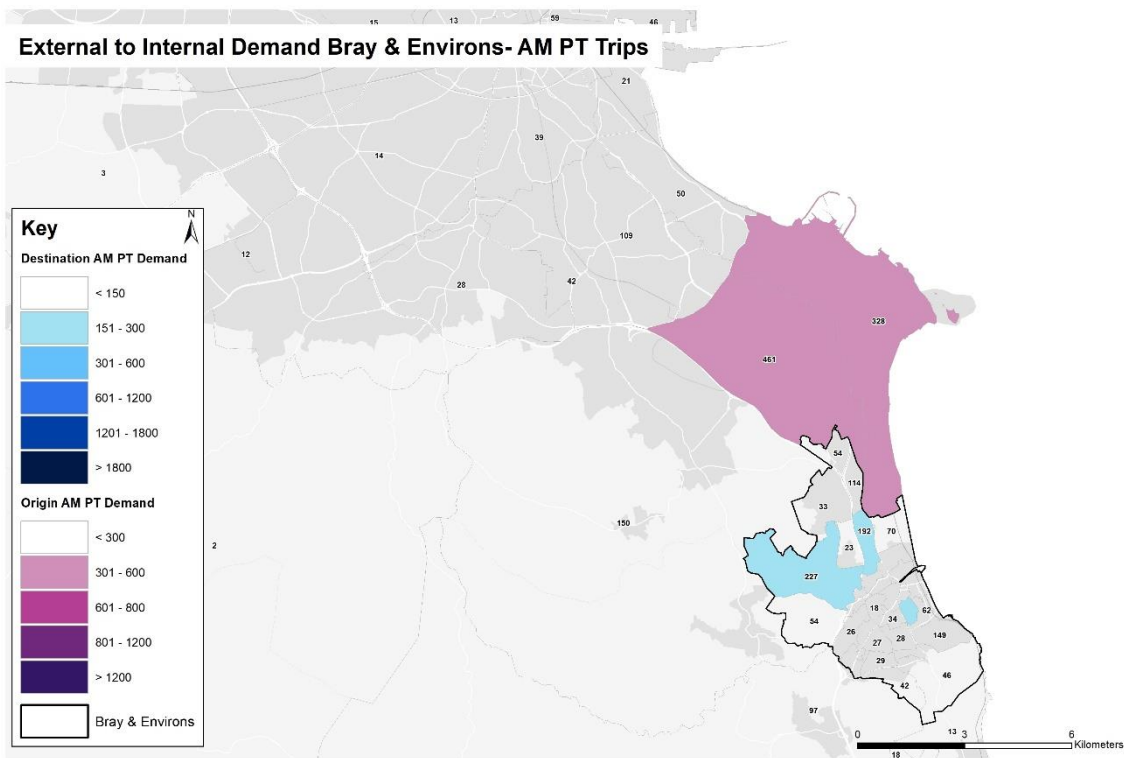 15
13
59
46
External to Internal Demand Bray & Environs- AM PT Trips
21
39
14
3
50
109
12
42
28
328
461
Key
N
Destination AM PT Demand
< 150
151 - 300
301 - 600
601 - 1200
1201 - 1800
> 1800
Origin AM PT Demand
< 300
301 - 600
601 - 800
801 - 1200
> 1200
Bray & Environs
54
114
33
150
192
70
2
23
227
18
62
34
54
26
28
149
27
29
46
42
97
13
18
0 3 6
Kilometers